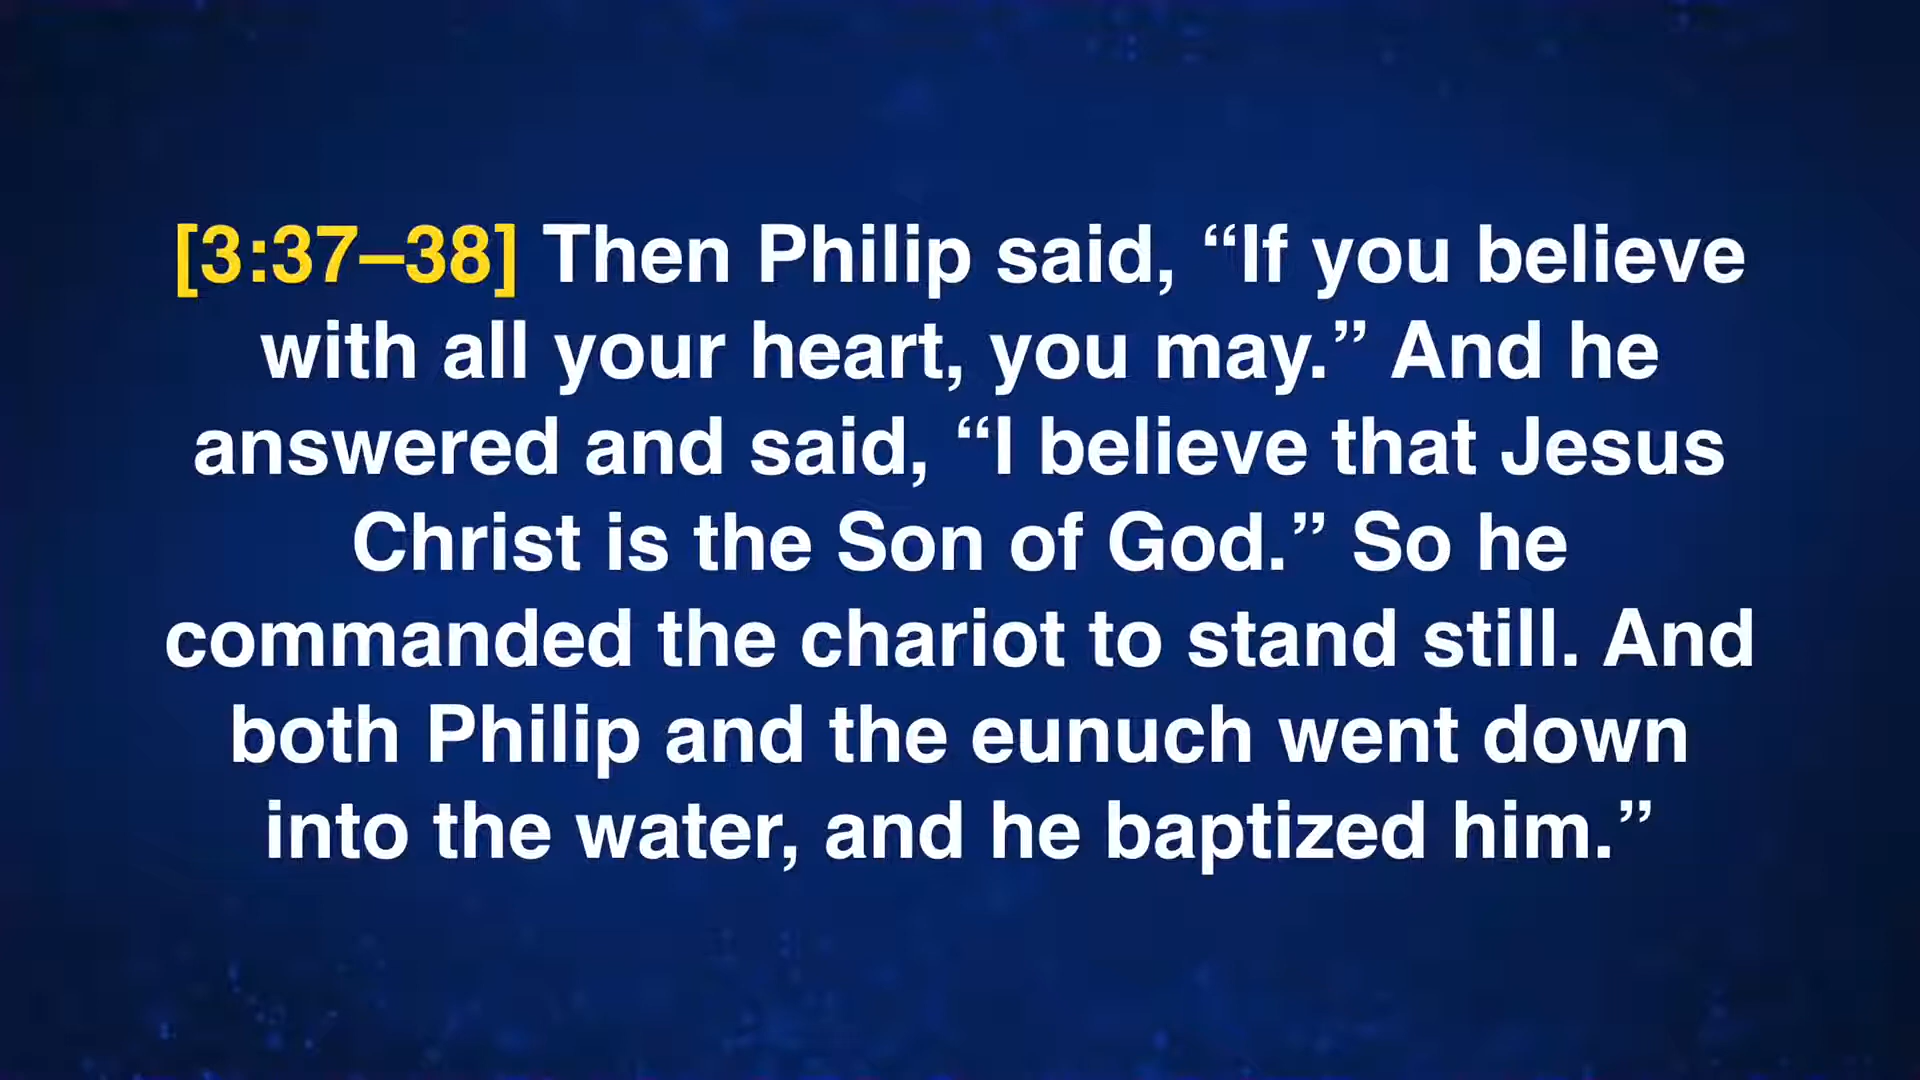 [3:37–38] Then Philip said, “If you believe
with all your heart, you may.” And he
answered and said, “I believe that Jesus
Christ is the Son of God.” So he
commanded the chariot to stand still. And
both Philip and the eunuch went down
into the water, and he baptized him.”